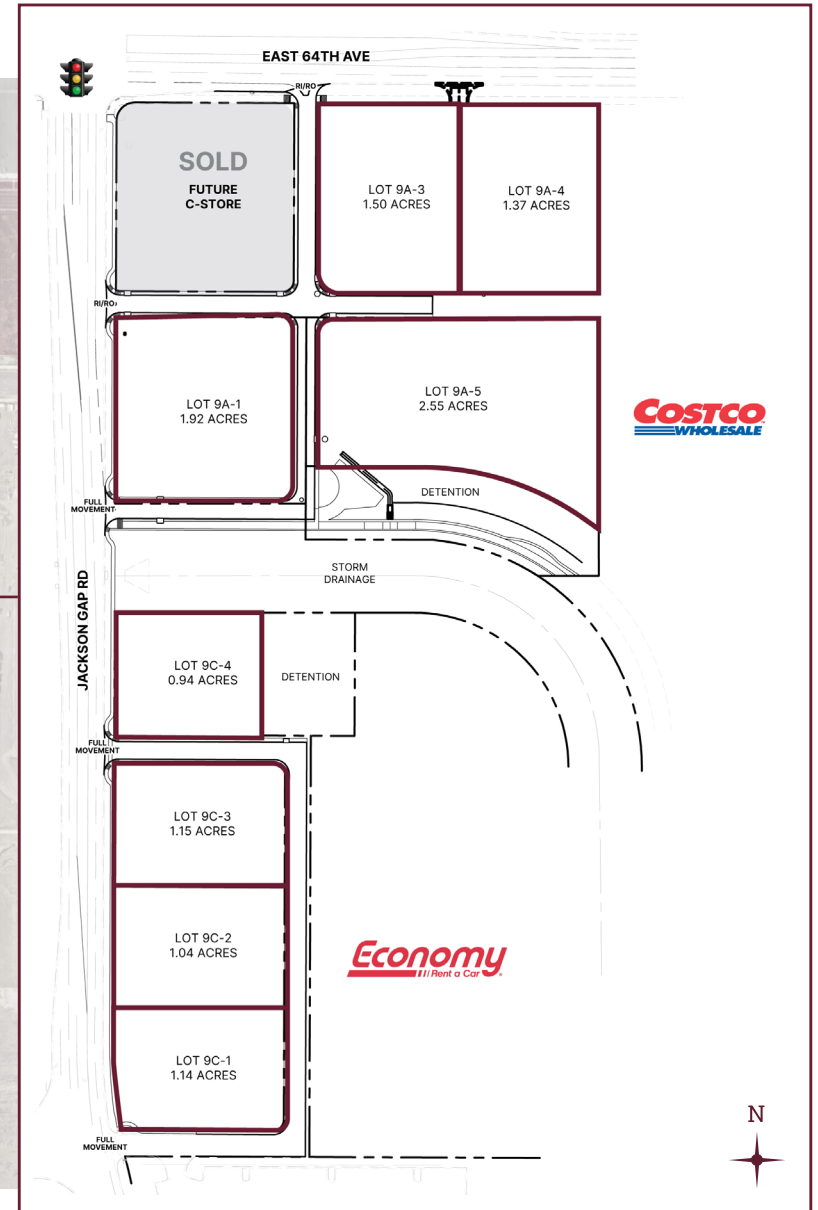 EAST 64TH AVE
RI/RO
SOLD
FUTURE
C-STORE
LOT 9A-3
1.50 ACRES
LOT 9A-4
1.37 ACRES
RI/RO
LOT 9A-1
1.92 ACRES
LOT 9A-5
2.55 ACRES
COSTCO
WHOLESALE
DETENTION
FULL
MOVEMENT
STORM
DRAINAGE
JACKSON GAP RD
LOT 9C-4
0.94 ACRES
DETENTION
FULL
MOVEMENT
LOT 9C-3
1.15 ACRES
LOT 9C-2
1.04 ACRES
Economy
Rent a Car
LOT 9C-1
1.14 ACRES
FULL
MOVEMENT
N